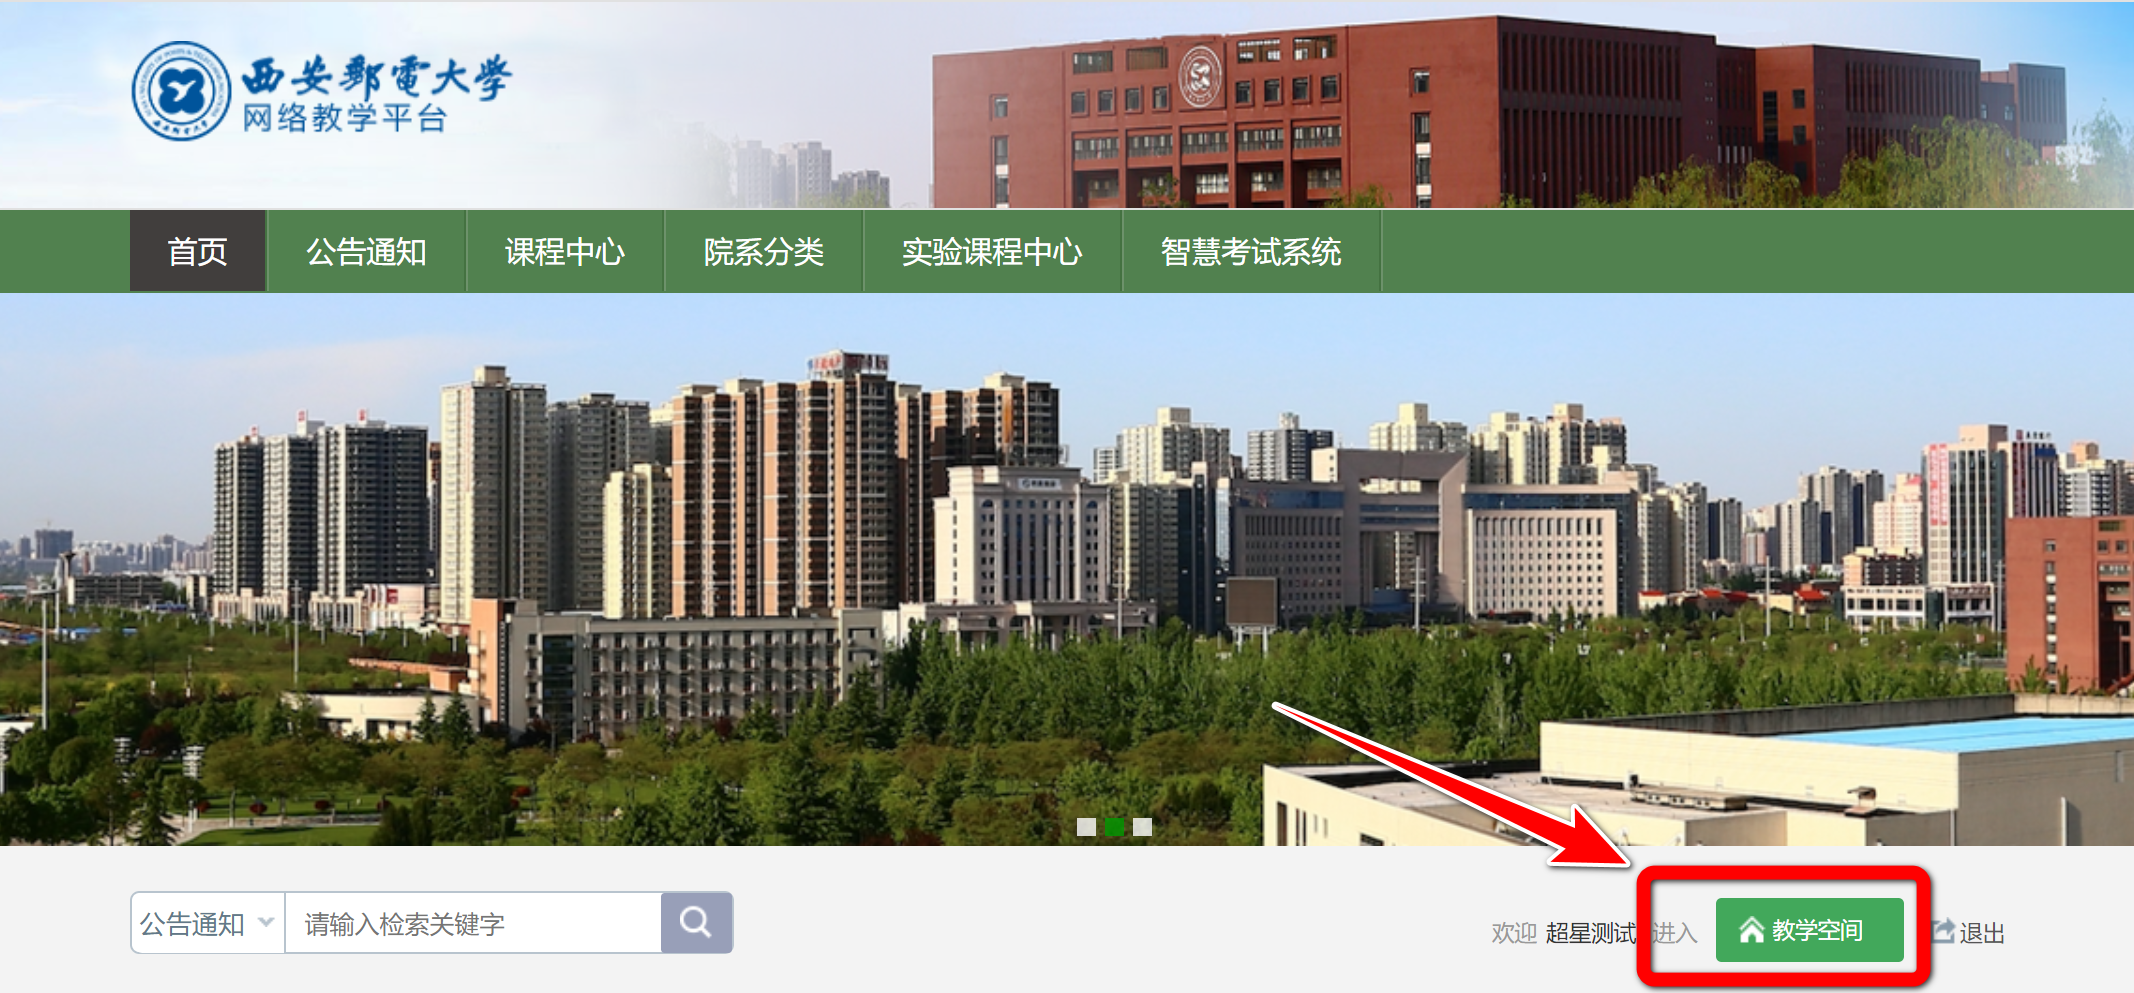 西安郵電大学
网络教学平台
首页 公告通知 课程中心 院系分类 实验课程中心 智慧考试系统
公告通知 请输入检索关键字
欢迎 超星测试 进入 教学空间 退出